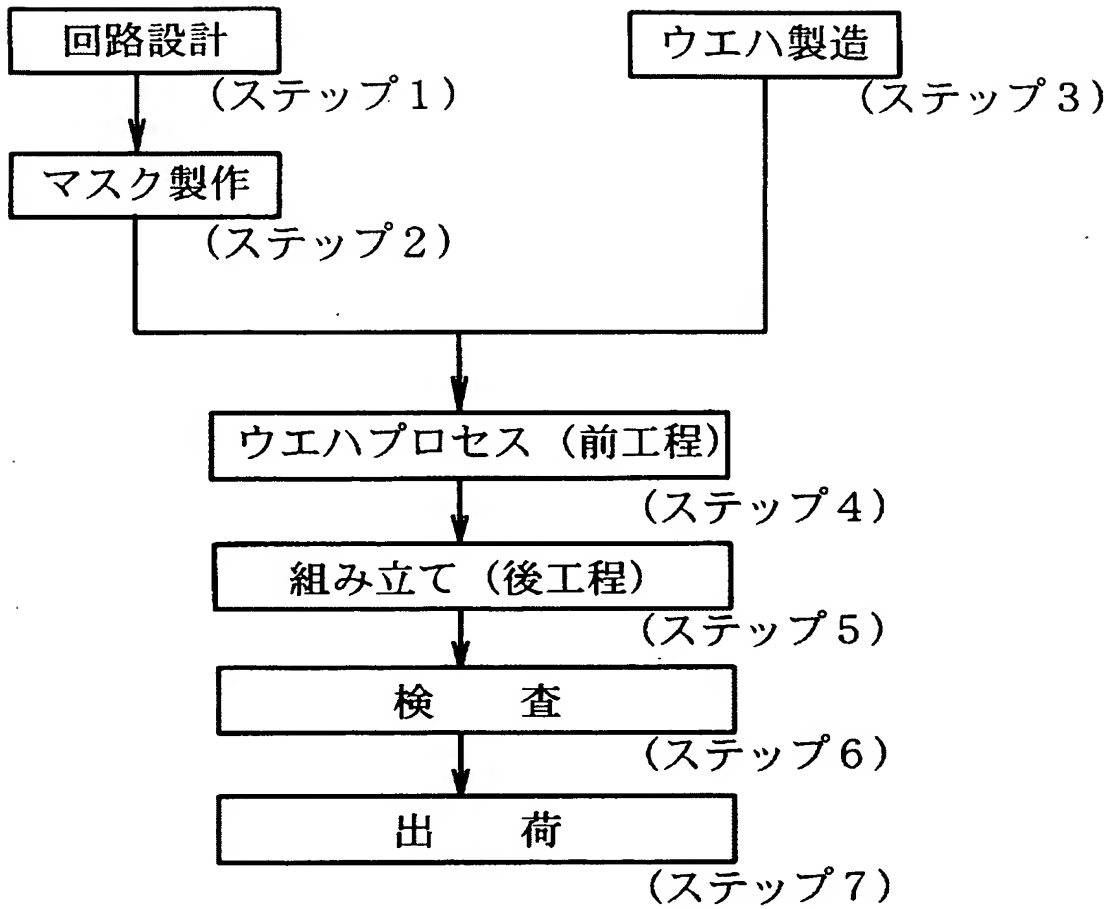 回路設計
(ステップ1)
マスク製作
(ステップ2)
ウエハ製造
(ステップ3)
ウエハプロセス(前工程)
(ステップ4)
組み立て(後工程)
(ステップ5)
検 査
(ステップ6)
出 荷
(ステップ7)